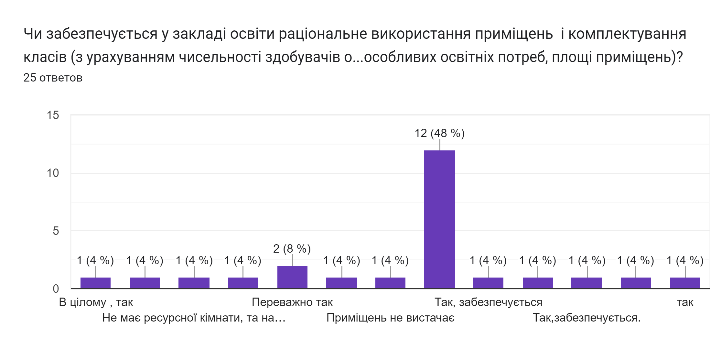 Чи забезпечується у закладі освіти раціональне використання приміщень і комплектування
класів (з урахуванням чисельності здобувачів о...особливих освітніх потреб, площі приміщень)?
25 ответов
15
10
5
0
1 (4 %)
1 (4 %)
1 (4 %)
1 (4 %)
2 (8 %)
1 (4 %)
1 (4 %)
12 (48 %)
1 (4 %)
1 (4 %)
1 (4 %)
1 (4 %)
1 (4 %)
В цілому , так
Переважно так
Так, забезпечується
так
Не має ресурсної кімнати, та на…
Приміщень не вистачає
Так,забезпечується.